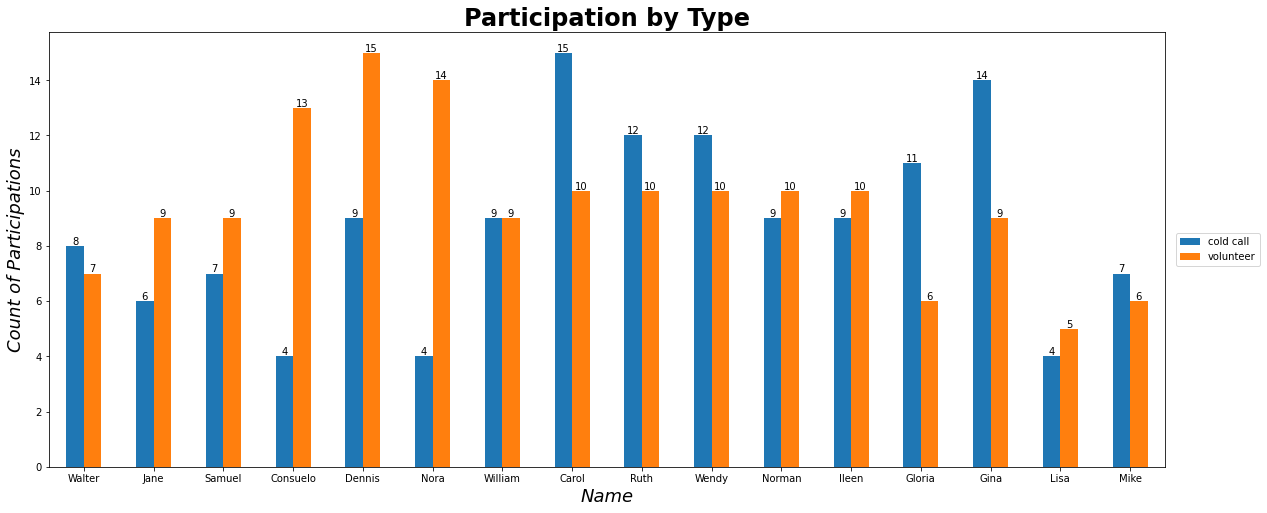 Participation by Type
Count of Participations
14
12
10
8
6
4
2
0
8 7 6 9 7 9 4 13 9 15 4 14 9 9 15 10 12 10 12 10 9 10 9 10 11 6 14 9 4 5 7 6
Walter Jane Samuel Consuelo Dennis Nora William Carol Ruth Wendy Norman Ileen Gloria Gina Lisa Mike
Name
cold call
volunteer